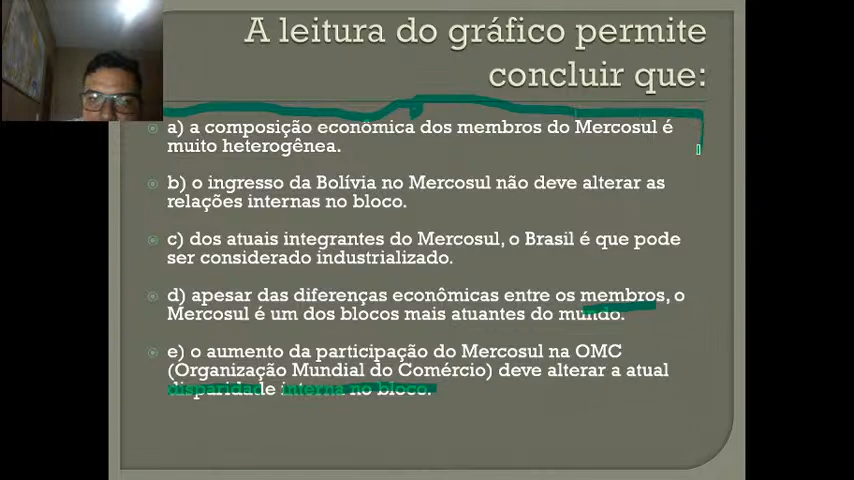 A leitura do gráfico permite
concluir que:
a) a composição econômica dos membros do Mercosul é
muito heterogênea.
b) o ingresso da Bolívia no Mercosul não deve alterar as
relações internas no bloco.
c) dos atuais integrantes do Mercosul, o Brasil é que pode
ser considerado industrializado.
d) apesar das diferenças econômicas entre os membros, o
Mercosul é um dos blocos mais atuantes do mundo.
e) o aumento da participação do Mercosul na OMC
(Organização Mundial do Comércio) deve alterar a atual
disparidade interna no bloco.